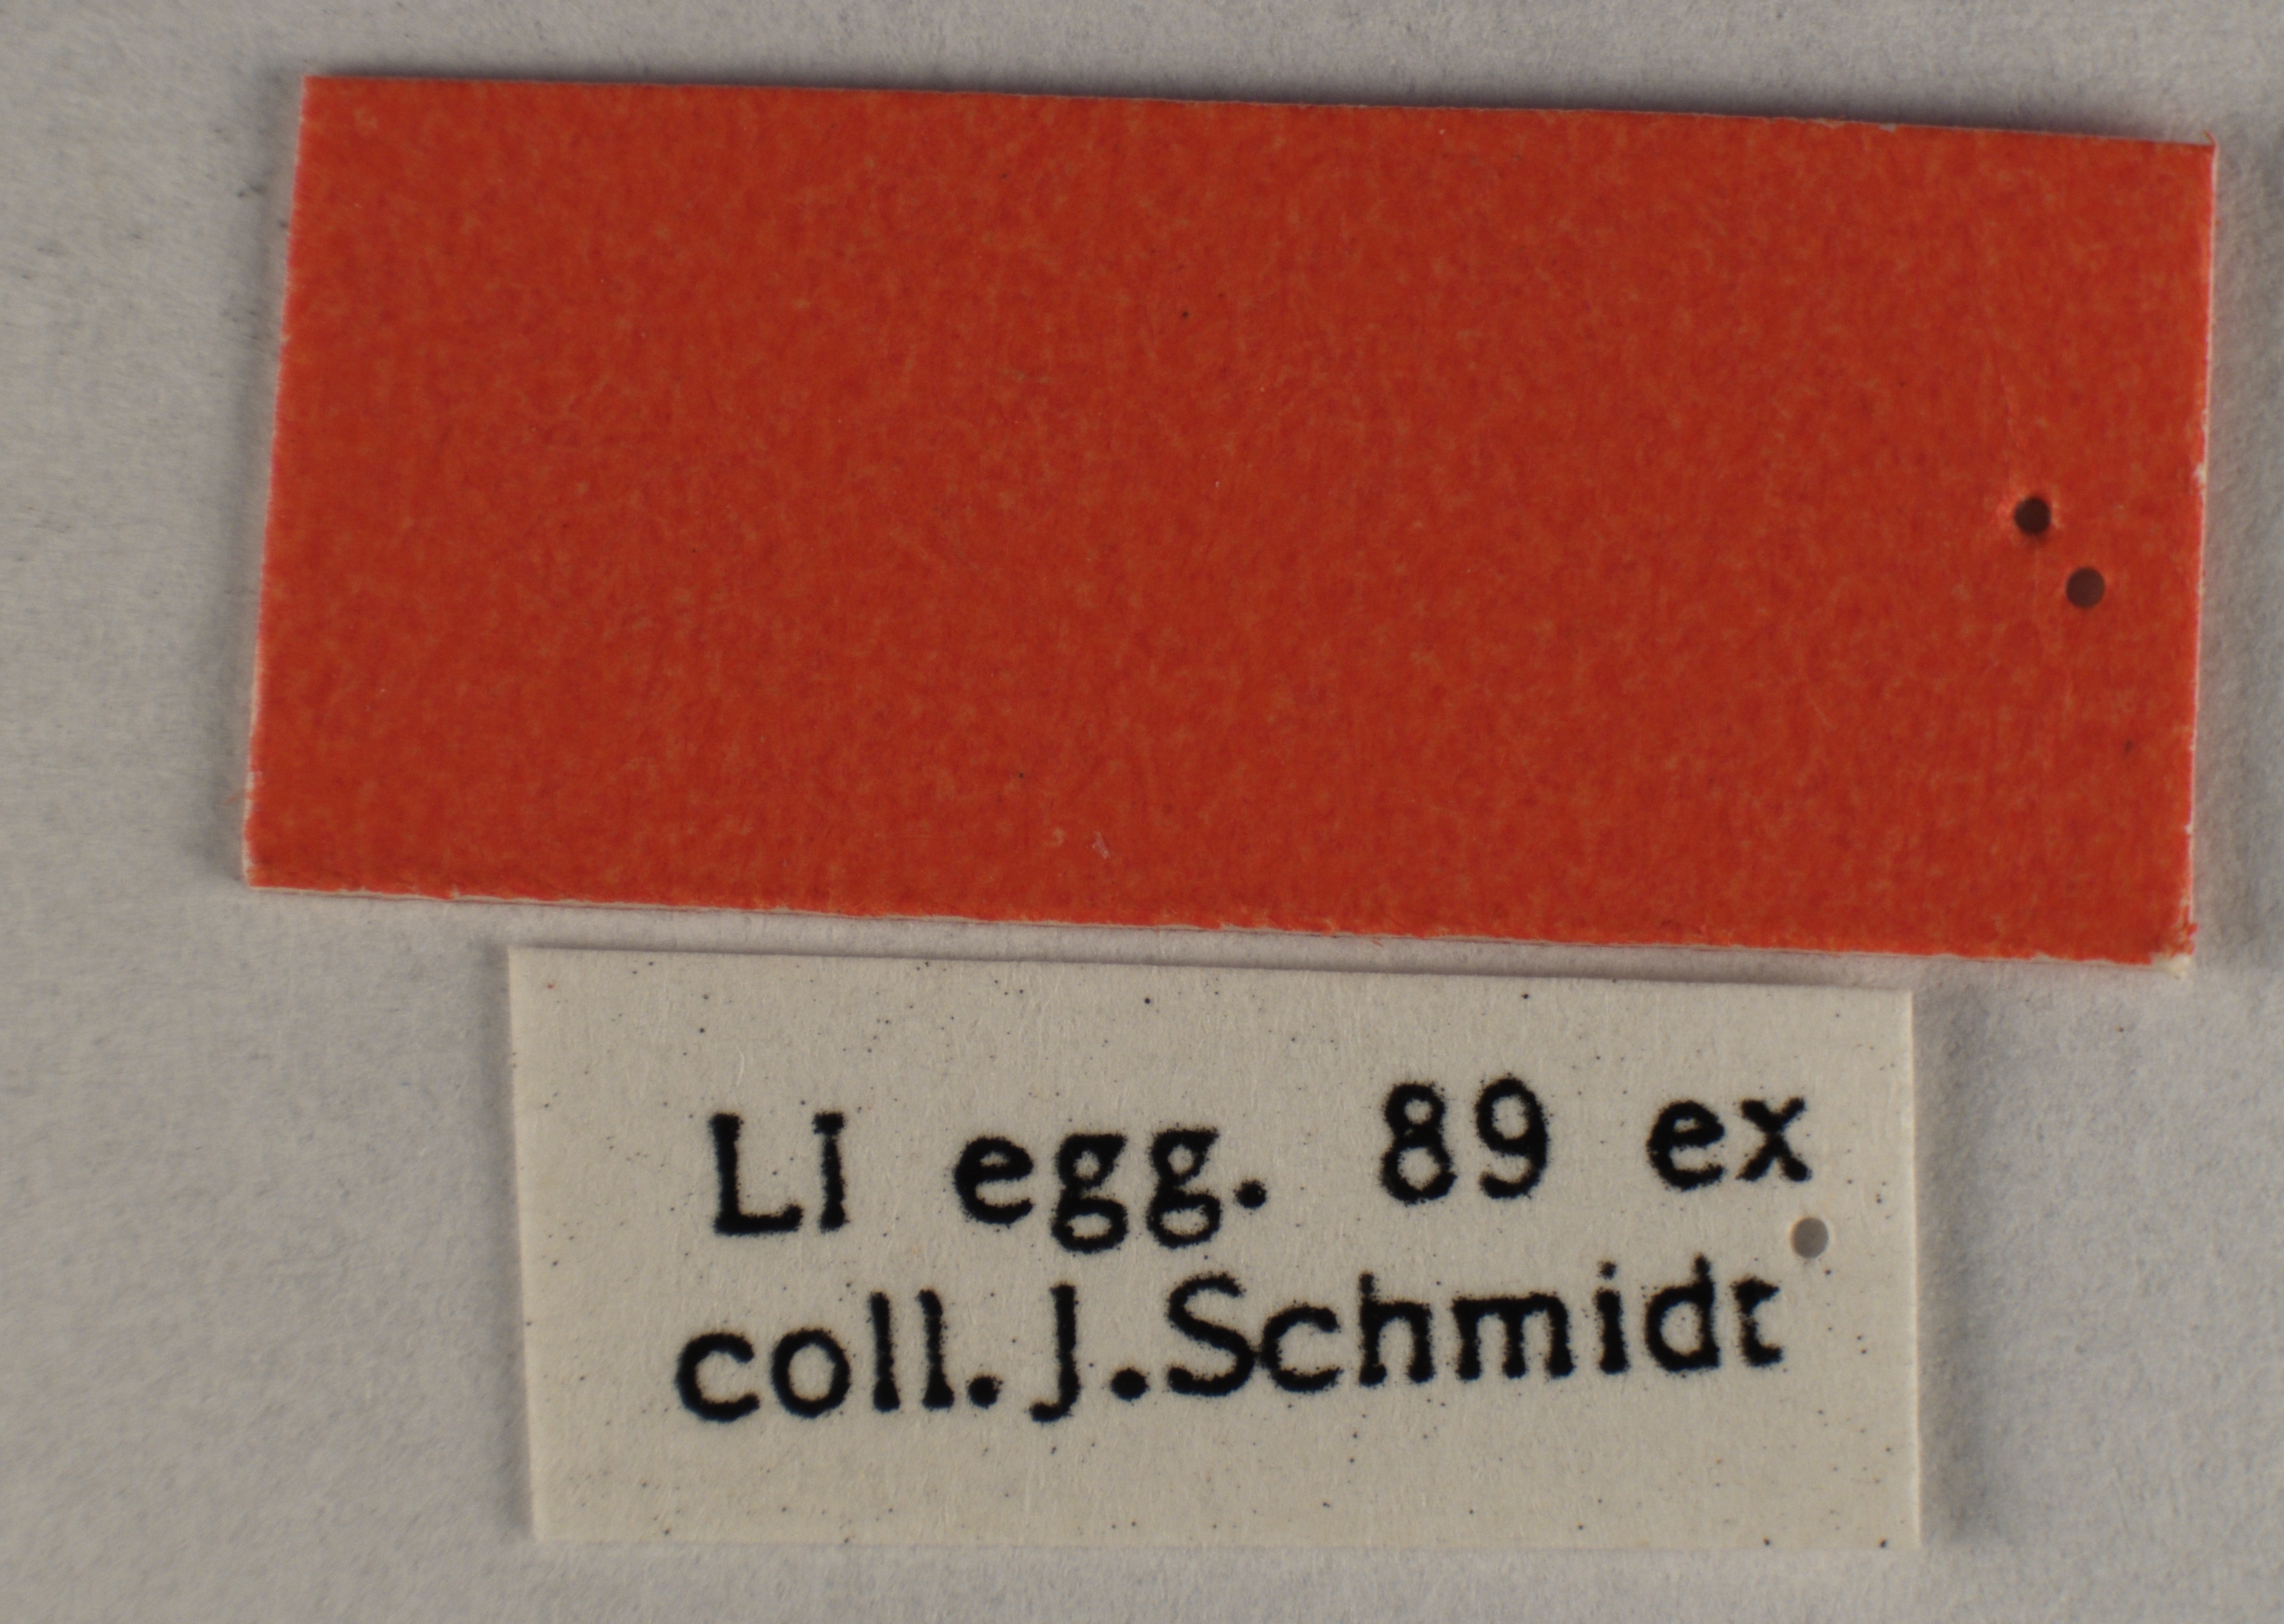 LI egg. 89 ex
coll. J. Schmidt